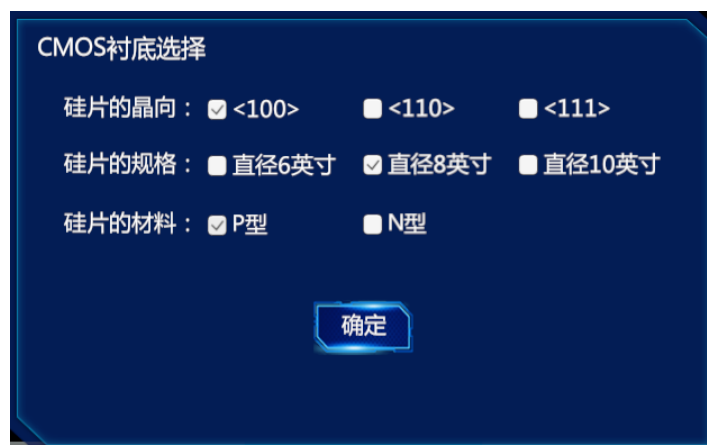 CMOS衬底选择
硅片的晶向： <100> <110> <111>
硅片的规格： 直径6英寸 直径8英寸 直径10英寸
硅片的材料： P型 N型
确定